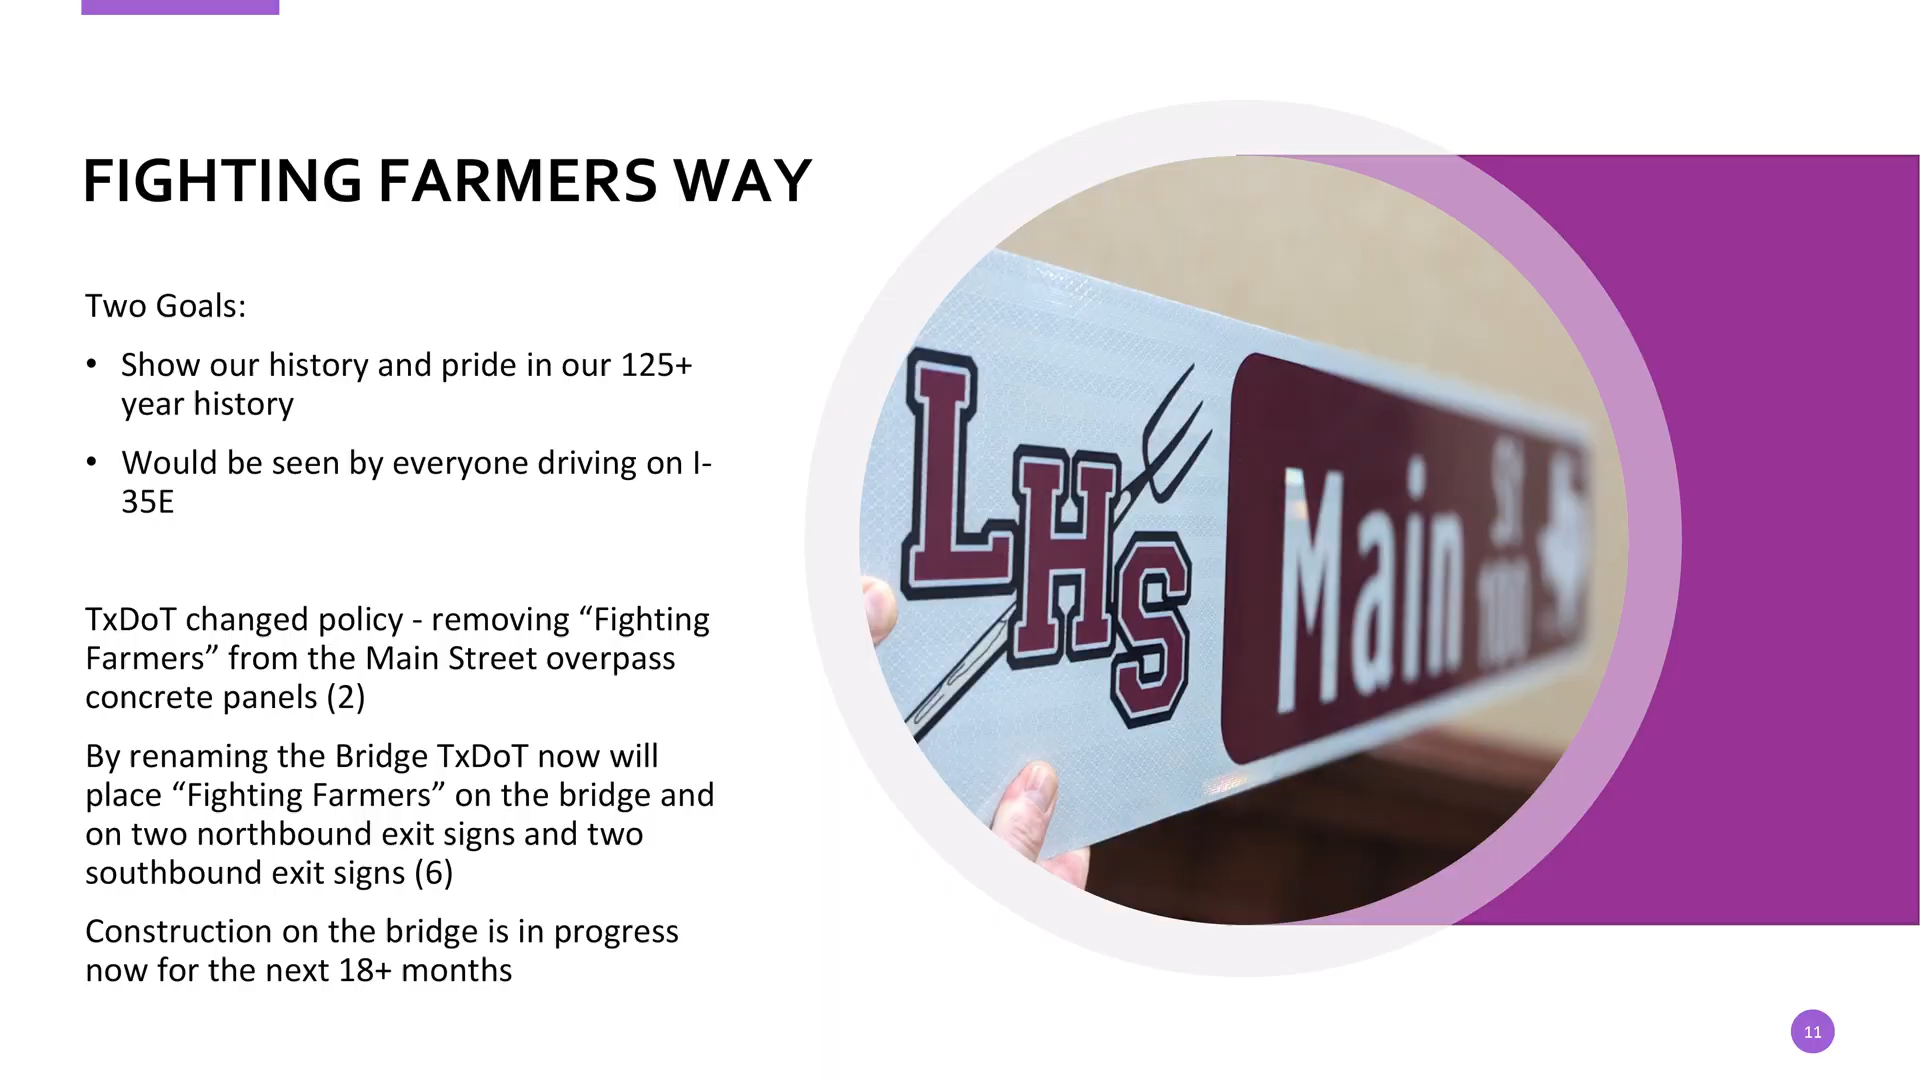 FIGHTING FARMERS WAY
Two Goals:
• Show our history and pride in our 125+
year history
• Would be seen by everyone driving on I-
35E
TxDoT changed policy - removing “Fighting
Farmers” from the Main Street overpass
concrete panels (2)
By renaming the Bridge TxDoT now will
place “Fighting Farmers” on the bridge and
on two northbound exit signs and two
southbound exit signs (6)
Construction on the bridge is in progress
now for the next 18+ months
LHS
Main
11